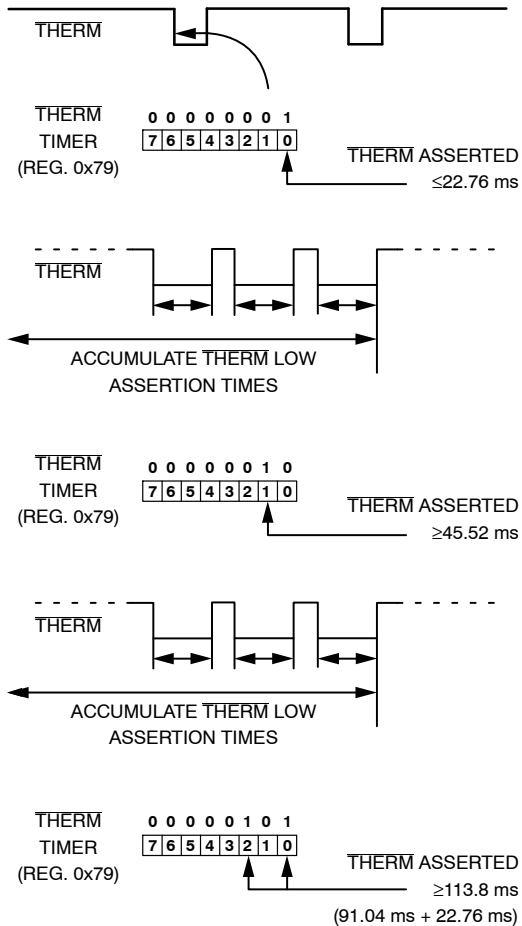 THERM
THERM
TIMER
(REG. 0x79)
0 0 0 0 0 0 0 1
7 6 5 4 3 2 1 0
THERM ASSERTED
≤22.76 ms
THERM
ACCUMULATE THERM LOW
ASSERTION TIMES
THERM
TIMER
(REG. 0x79)
0 0 0 0 0 0 1 0
7 6 5 4 3 2 1 0
THERM ASSERTED
≥45.52 ms
THERM
ACCUMULATE THERM LOW
ASSERTION TIMES
THERM
TIMER
(REG. 0x79)
0 0 0 0 0 1 0 1
7 6 5 4 3 2 1 0
THERM ASSERTED
≥113.8 ms
(91.04 ms + 22.76 ms)